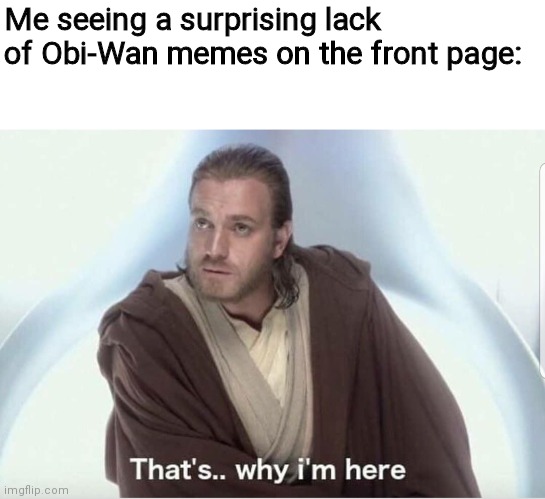 Me seeing a surprising lack
of Obi-Wan memes on the front page:
That's.. why i'm here
imgflip.com